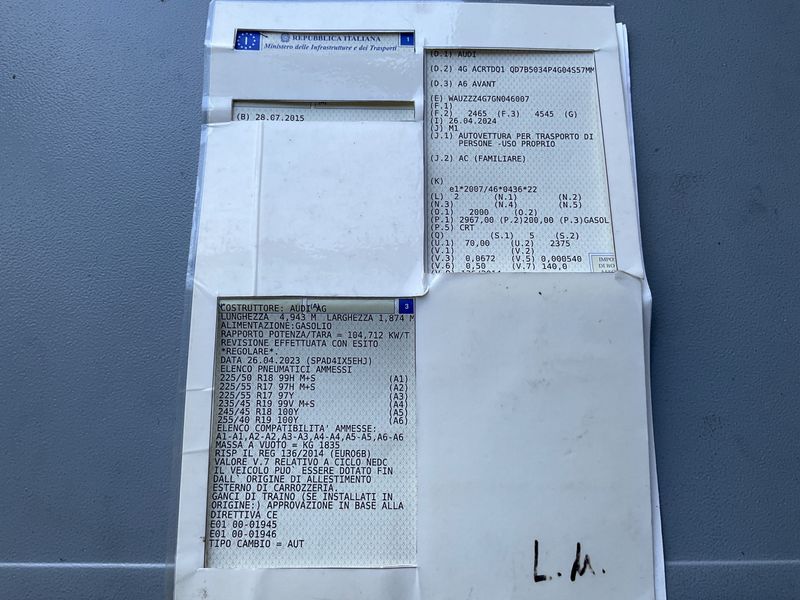 REPUBBLICA ITALIANA 1
Ministero delle Infrastrutture e dei Trasporti
I
(B) 28.07.2015
(D.1) AUDI
(D.2) 4G ACRTDQ1 QD7B5034P4G04S57MM
(D.3) A6 AVANT
(E) WAUZZZ4G7GN046007
(F.1)
(F.2) 2465 (F.3) 4545 (G)
(I) 26.04.2024
(J) M1
(J.1) AUTOVETTURA PER TRASPORTO DI
PERSONE -USO PROPRIO
(J.2) AC (FAMILIARE)
(K)
e1*2007/46*0436*22
(L) 2 (N.1) (N.2)
(N.3) (N.4) (N.5)
(O.1) 2000 (O.2)
(P.1) 2967,00 (P.2)200,00 (P.3)GASOL
(P.5) CRT
(Q) (S.1) 5 (S.2)
(U.1) 70,00 (U.2) 2375
(V.1) (V.2)
(V.3) 0,0672 (V.5) 0,000540
(V.6) 0,50 (V.7) 140,0
IMPO
DI BO
(A) 3
COSTRUTTORE: AUDI AG
LUNGHEZZA 4,943 M LARGHEZZA 1,874 M
ALIMENTAZIONE:GASOLIO
RAPPORTO POTENZA/TARA = 104,712 KW/T
REVISIONE EFFETTUATA CON ESITO
*REGOLARE*.
DATA 26.04.2023 (SPAD4IX5EHJ)
ELENCO PNEUMATICI AMMESSI
225/50 R18 99H M+S (A1)
225/55 R17 97H M+S (A2)
225/55 R17 97Y (A3)
235/45 R19 99V M+S (A4)
245/45 R18 100Y (A5)
255/40 R19 100Y (A6)
ELENCO COMPATIBILITA' AMMESSE:
A1-A1,A2-A2,A3-A3,A4-A4,A5-A5,A6-A6
MASSA A VUOTO = KG 1835
RISP IL REG 136/2014 (EURO6B)
VALORE V.7 RELATIVO A CICLO NEDC
IL VEICOLO PUO` ESSERE DOTATO FIN
DALL` ORIGINE DI ALLESTIMENTO
ESTERNO DI CARROZZERIA.
GANCI DI TRAINO (SE INSTALLATI IN
ORIGINE:) APPROVAZIONE IN BASE ALLA
DIRETTIVA CE
E01 00-01945
E01 00-01946
TIPO CAMBIO = AUT
L.M.